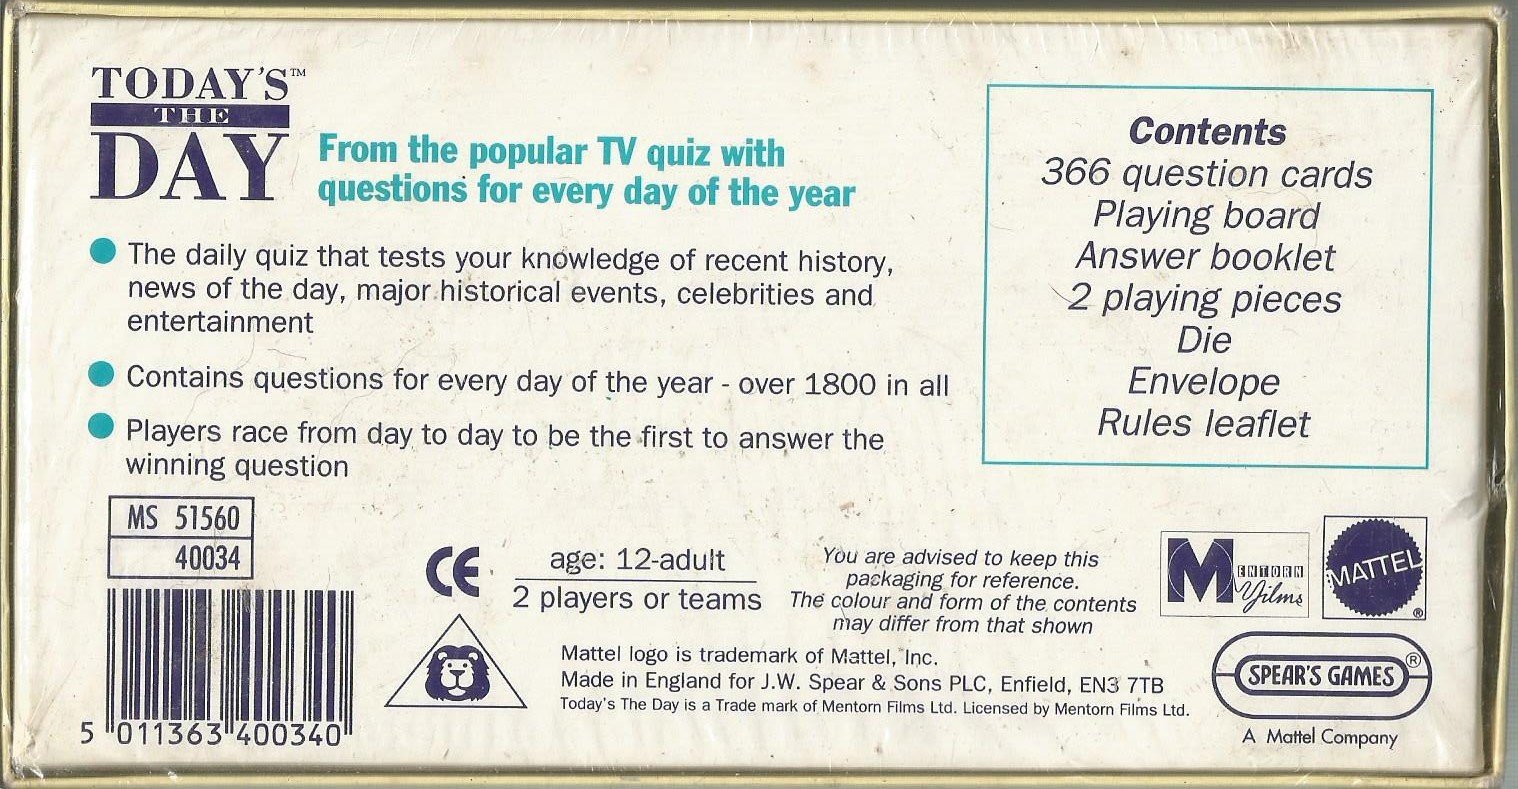 TODAY'S™
THE
DAY
From the popular TV quiz with
questions for every day of the year
The daily quiz that tests your knowledge of recent history,
news of the day, major historical events, celebrities and
entertainment
Contains questions for every day of the year - over 1800 in all
Players race from day to day to be the first to answer the
winning question
Contents
366 question cards
Playing board
Answer booklet
2 playing pieces
Die
Envelope
Rules leaflet
MS 51560
40034
5 011363 400340
CE
age: 12-adult
2 players or teams
You are advised to keep this
packaging for reference.
The colour and form of the contents
may differ from that shown
MENTORN
Films
MATTEL
®
Mattel logo is trademark of Mattel, Inc.
Made in England for J.W. Spear & Sons PLC, Enfield, EN3 7TB
Today's The Day is a Trade mark of Mentorn Films Ltd. Licensed by Mentorn Films Ltd.
SPEAR'S GAMES®
A Mattel Company